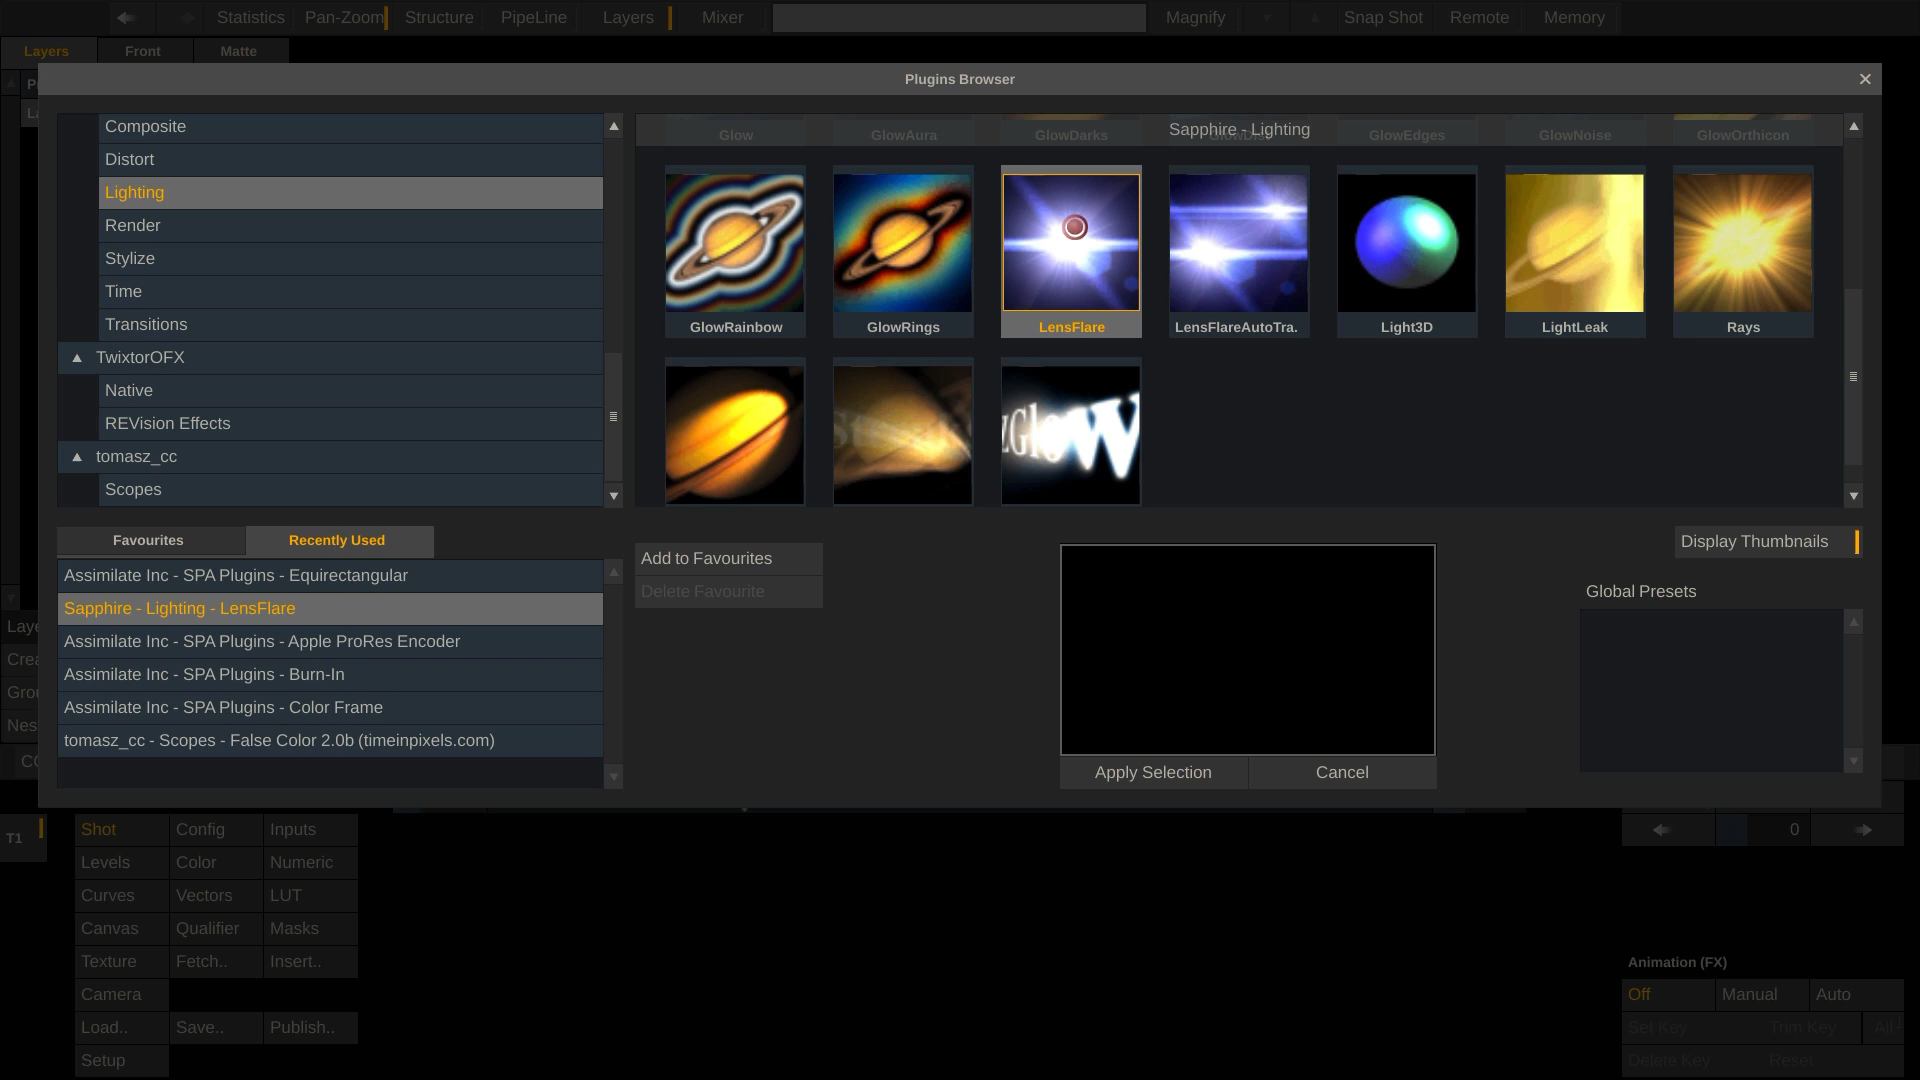 Statistics Pan-Zoom Structure PipeLine Layers Mixer Magnify Snap Shot Remote Memory
Layers Front Matte
Plugins Browser
Composite
Distort
Lighting
Render
Stylize
Time
Transitions
TwixtorOFX
Native
REVision Effects
tomasz_cc
Scopes
Sapphire - Lighting
Glow GlowAura GlowDarks GlowEdges GlowNoise GlowOrthicon
GlowRainbow GlowRings LensFlare LensFlareAutoTra. Light3D LightLeak Rays
Favourites Recently Used
Assimilate Inc - SPA Plugins - Equirectangular
Sapphire - Lighting - LensFlare
Assimilate Inc - SPA Plugins - Apple ProRes Encoder
Assimilate Inc - SPA Plugins - Burn-In
Assimilate Inc - SPA Plugins - Color Frame
tomasz_cc - Scopes - False Color 2.0b (timeinpixels.com)
Add to Favourites
Delete Favourite
Display Thumbnails
Global Presets
Apply Selection Cancel
T1
Shot Config Inputs
Levels Color Numeric
Curves Vectors LUT
Canvas Qualifier Masks
Texture Fetch.. Insert..
Camera
Load.. Save.. Publish..
Setup
0
Animation (FX)
Off Manual Auto
Set Key Trim Key All
Delete Key Reset